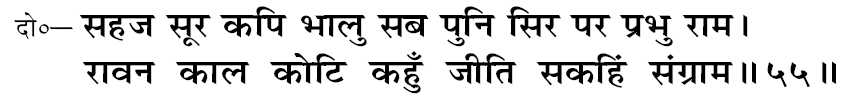 दो०— सहज सूर कपि भालु सब पुनि सिर पर प्रभु राम।
रावन काल कोटि कहुँ जीति सकहिं संग्राम॥ ५५॥